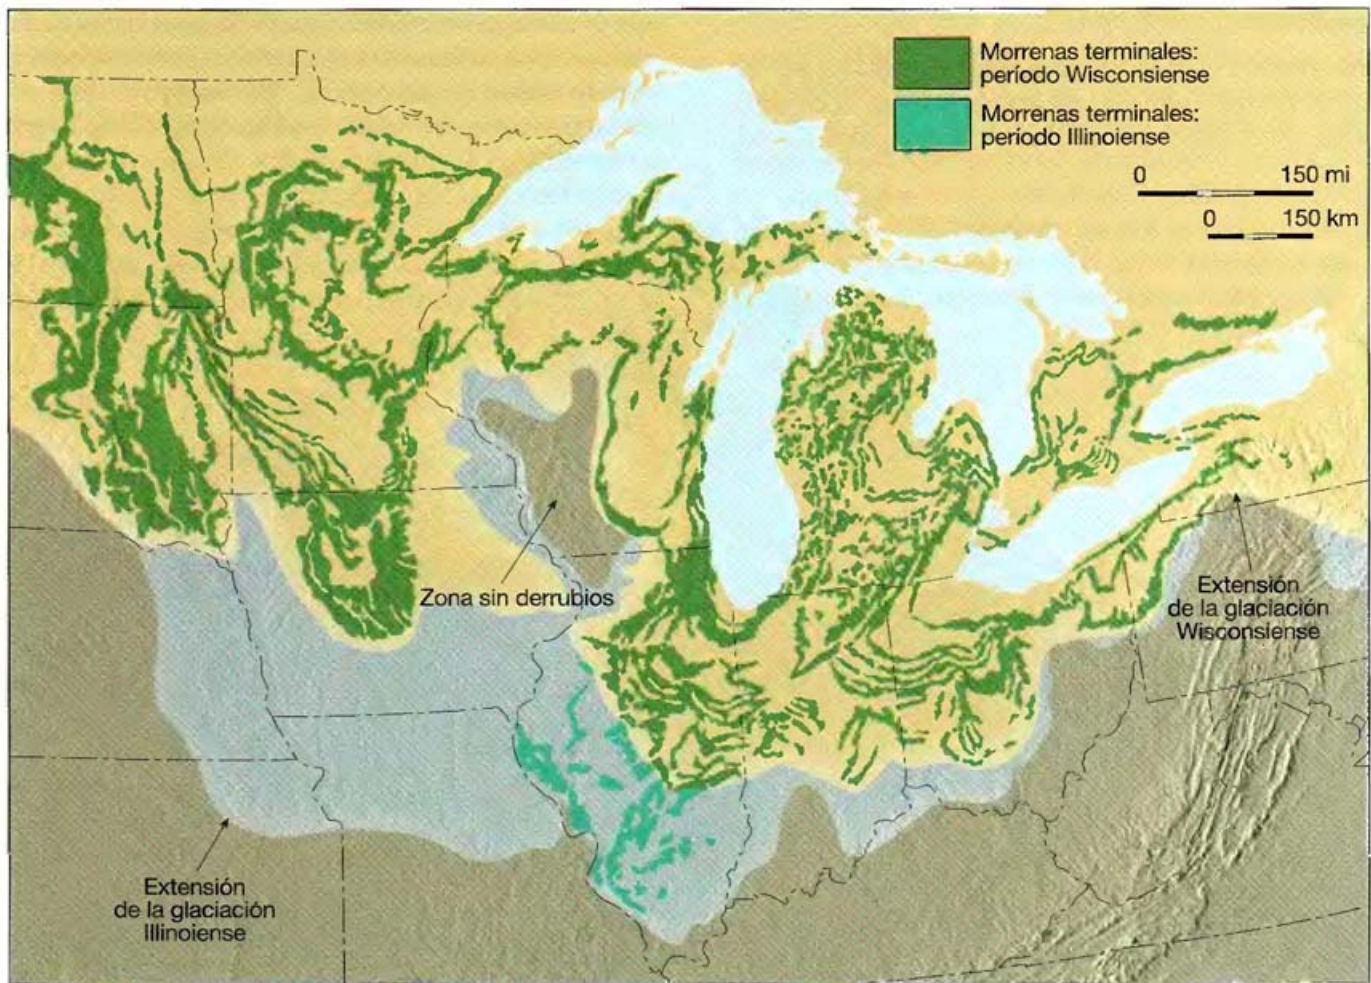 Morrenas terminales:
período Wisconsiense
Morrenas terminales:
período Illinoiense
0 150 mi
0 150 km
Zona sin derrubios
Extensión
de la glaciación
Wisconsiense
Extensión
de la glaciación
Illinoiense